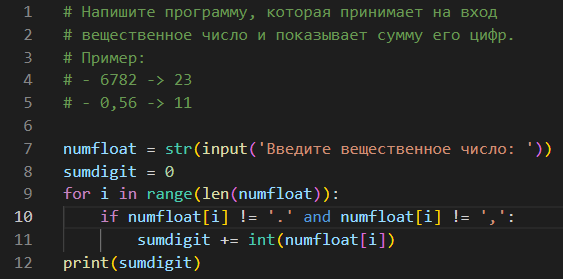 1 # Напишите программу, которая принимает на вход
2 # вещественное число и показывает сумму его цифр.
3 # Пример:
4 # - 6782 -> 23
5 # - 0,56 -> 11
6
7 numfloat = str(input('Введите вещественное число: '))
8 sumdigit = 0
9 for i in range(len(numfloat)):
10     if numfloat[i] != '.' and numfloat[i] != ',':
11         sumdigit += int(numfloat[i])
12 print(sumdigit)